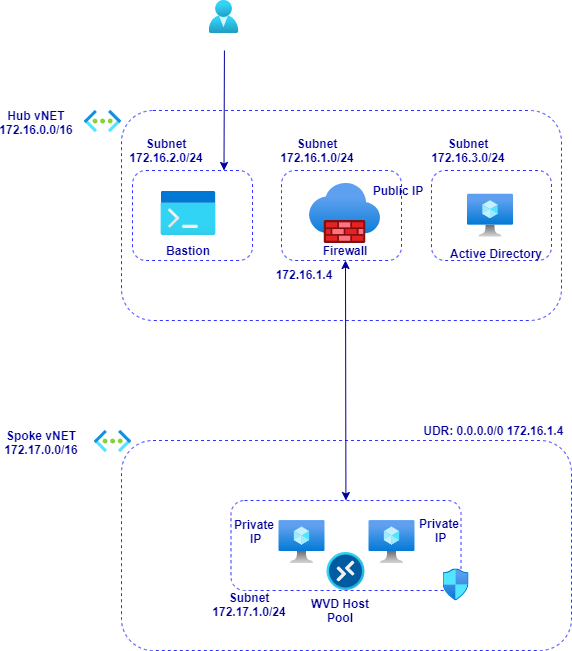 Hub vNET
172.16.0.0/16
Subnet
172.16.2.0/24
Subnet
172.16.1.0/24
Subnet
172.16.3.0/24
Public IP
Bastion
Firewall
Active Directory
172.16.1.4
Spoke vNET
172.17.0.0/16
UDR: 0.0.0.0/0 172.16.1.4
Private
IP
Private
IP
Subnet
172.17.1.0/24
WVD Host
Pool